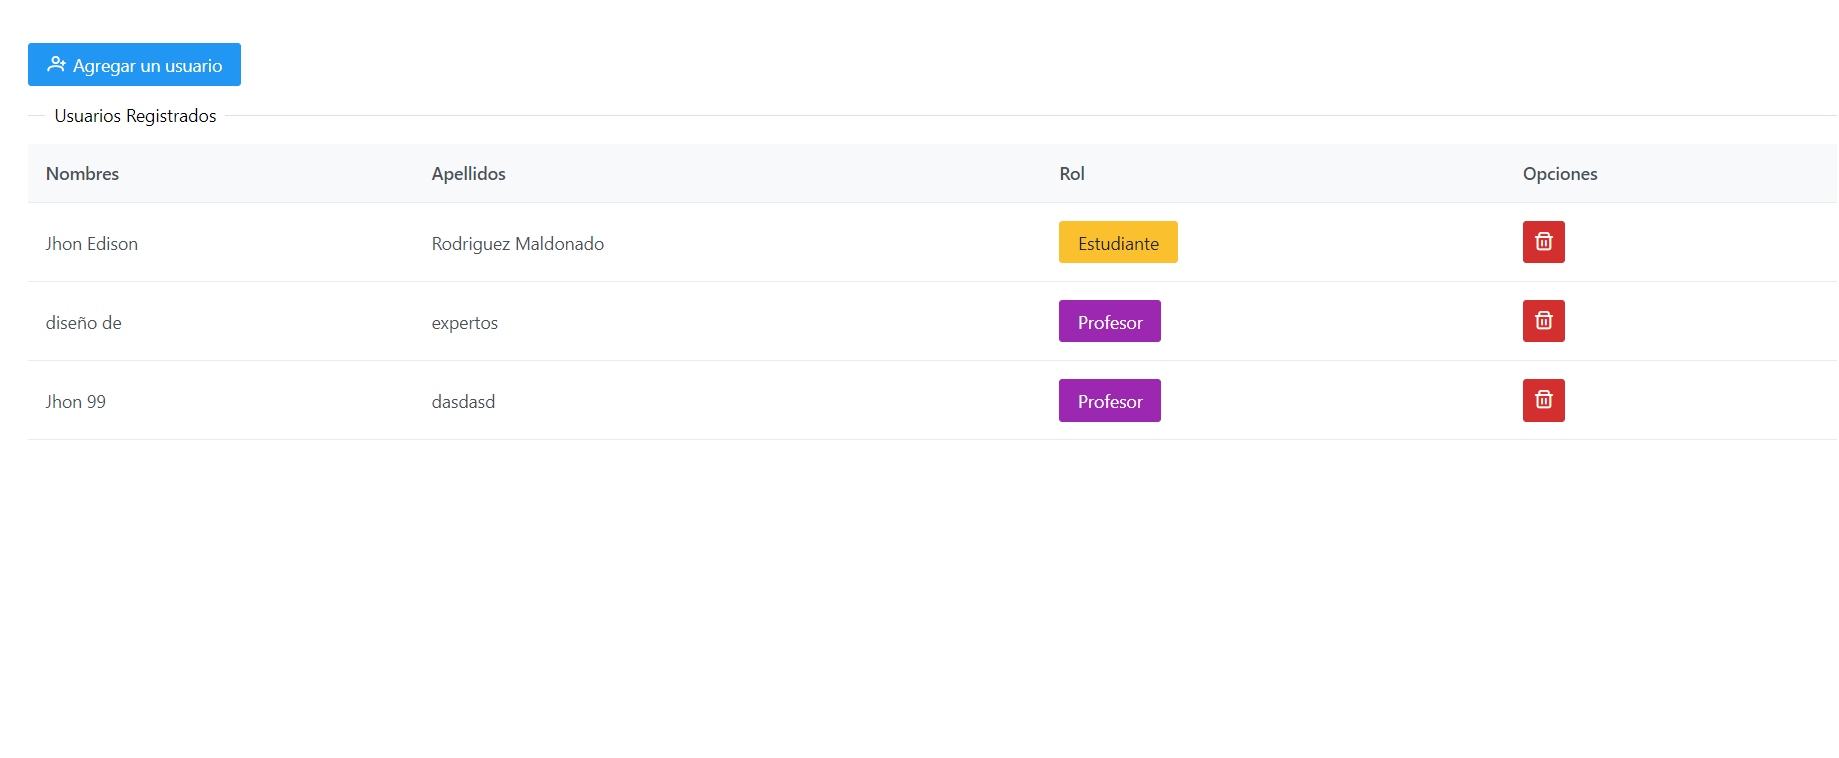 Agregar un usuario
Usuarios Registrados
Nombres Apellidos Rol Opciones
Jhon Edison Rodriguez Maldonado Estudiante
diseño de expertos Profesor
Jhon 99 dasdasd Profesor